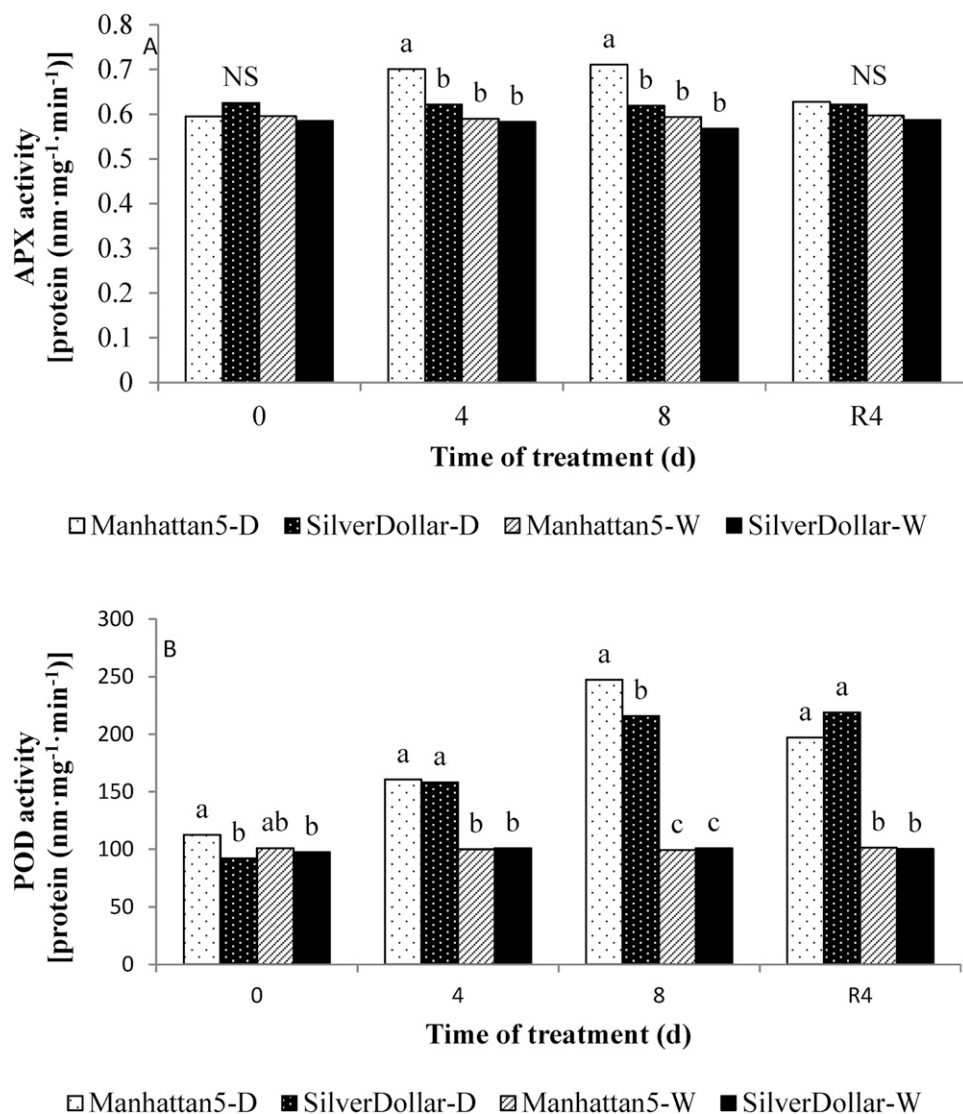 A
APX activity
[protein (nm·mg⁻¹·min⁻¹)]
0.8
0.7
0.6
0.5
0.4
0.3
0.2
0.1
0
NS
a b b b
a b b b
NS
0 4 8 R4
Time of treatment (d)
Manhattan5-D SilverDollar-D Manhattan5-W SilverDollar-W
B
POD activity
[protein (nm·mg⁻¹·min⁻¹)]
300
250
200
150
100
50
0
a b ab b
a a b b
a b c c
a a b b
0 4 8 R4
Time of treatment (d)
Manhattan5-D SilverDollar-D Manhattan5-W SilverDollar-W